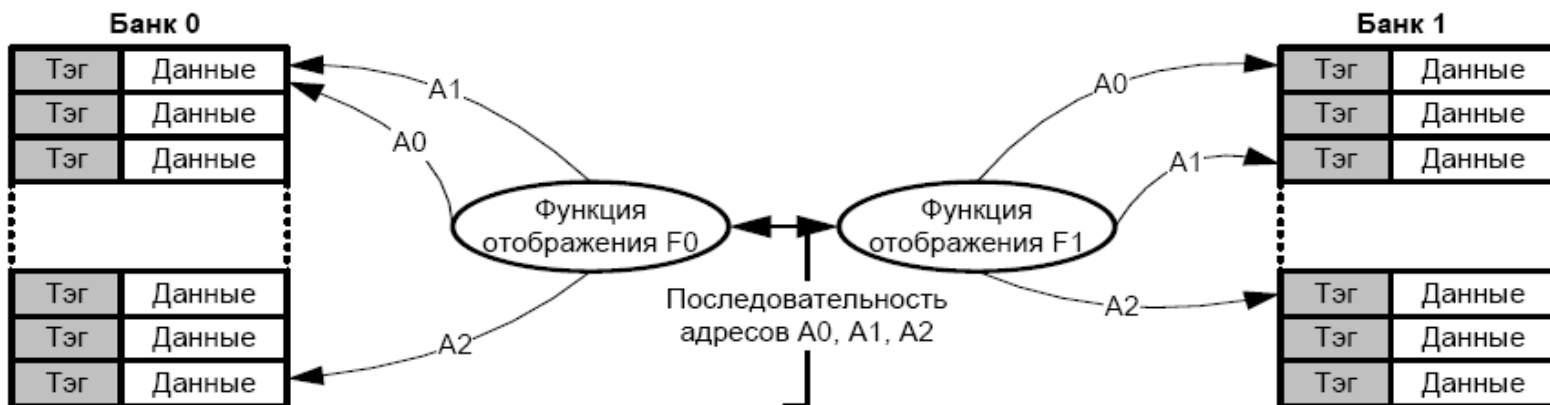 Банк 0
Банк 1
Тэг Данные
Тэг Данные
Тэг Данные
A1
A0
Функция
отображения F0
A2
Тэг Данные
Тэг Данные
Тэг Данные
Последовательность
адресов A0, A1, A2
Функция
отображения F1
A0
A1
A2
Тэг Данные
Тэг Данные
Тэг Данные
Тэг Данные
Тэг Данные
Тэг Данные